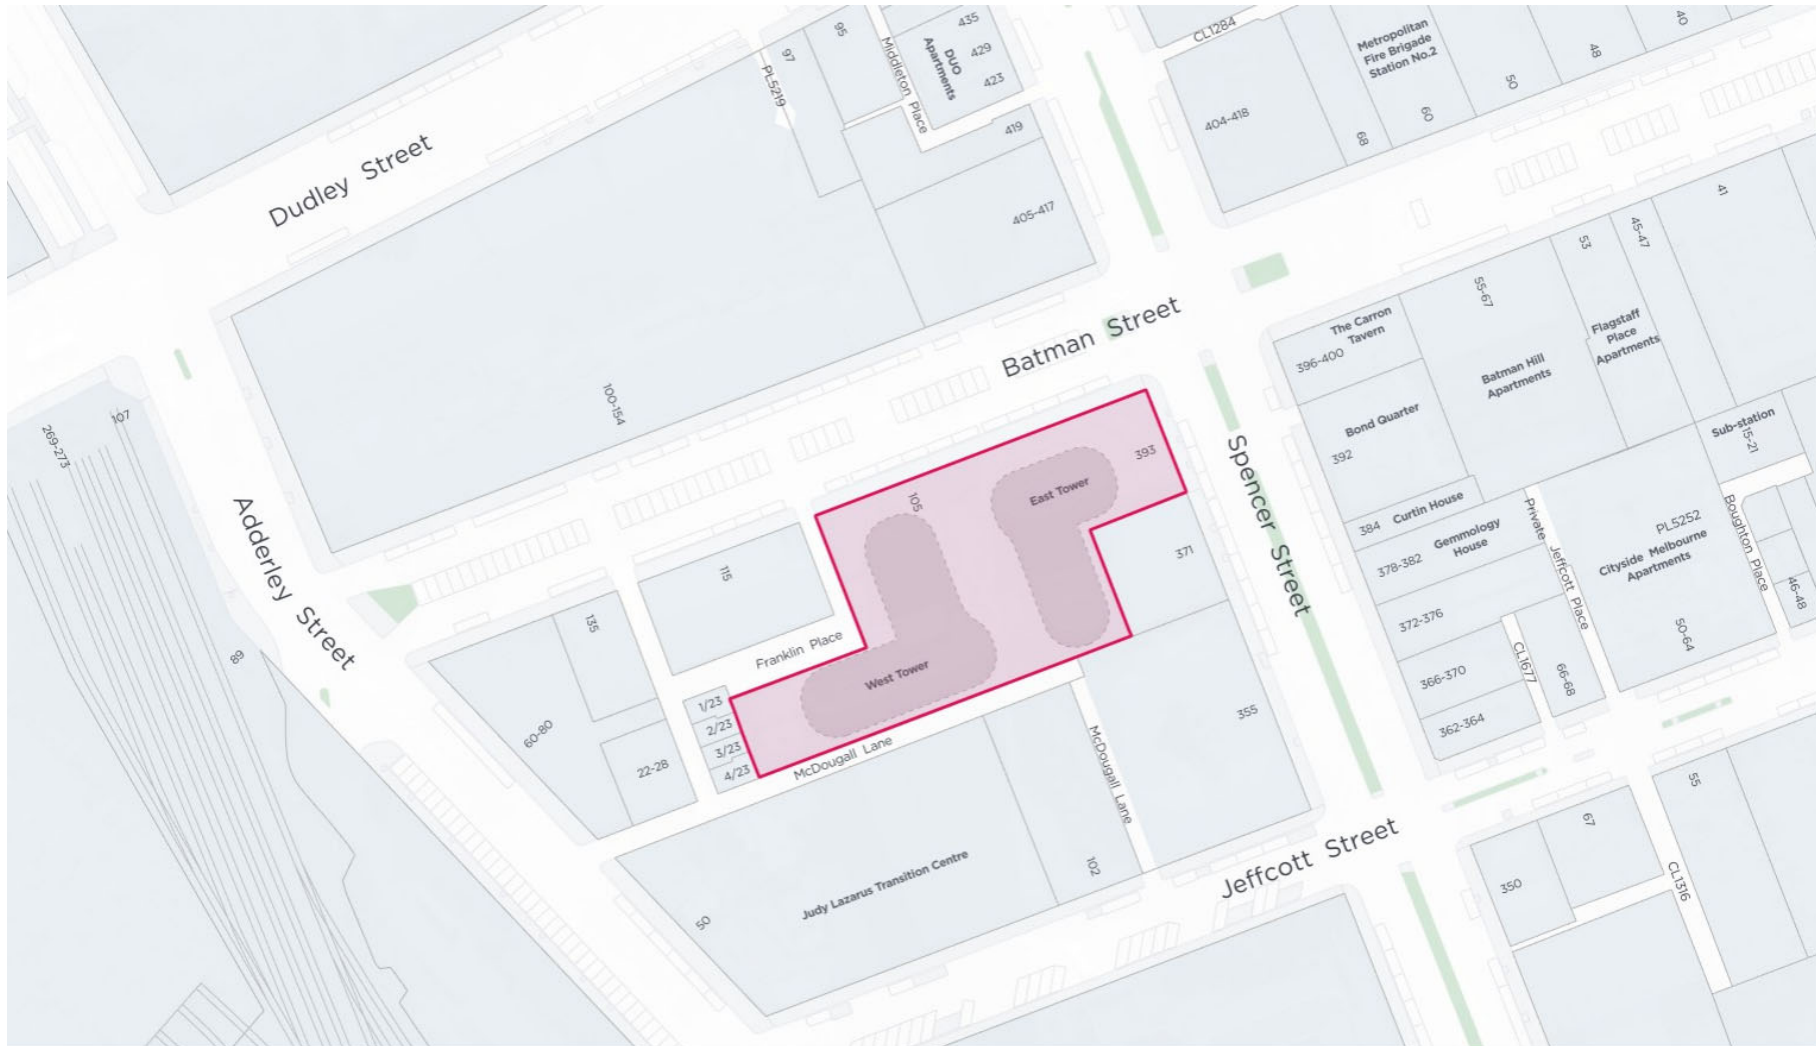 CL1284
435
429
423
DUO
Apartments
Middleton Place
95
97
PL5219
419
405-417
Metropolitan
Fire Brigade
Station No.2
40
48
50
60
68
404-418
Dudley Street
41
45-47
53
55-67
Flagstaff
Place
Apartments
Batman Hill
Apartments
The Carron
Tavern
396-400
Batman Street
100-154
107
269-273
Bond Quarter
392
Sub-station
15-21
393
105
East Tower
Spencer Street
Curtin House
384
Gemmology
House
378-382
Private Jeffcott Place
PL5252
Cityside Melbourne
Apartments
Boughton Place
46-48
50-64
371
115
135
Adderley Street
89
Franklin Place
West Tower
372-376
366-370
362-364
CL1677
66-68
1/23
2/23
3/23
4/23
60-80
22-28
McDougall Lane
McDougall Lane
355
55
67
Jeffcott Street
Judy Lazarus Transition Centre
50
102
350
CL1316